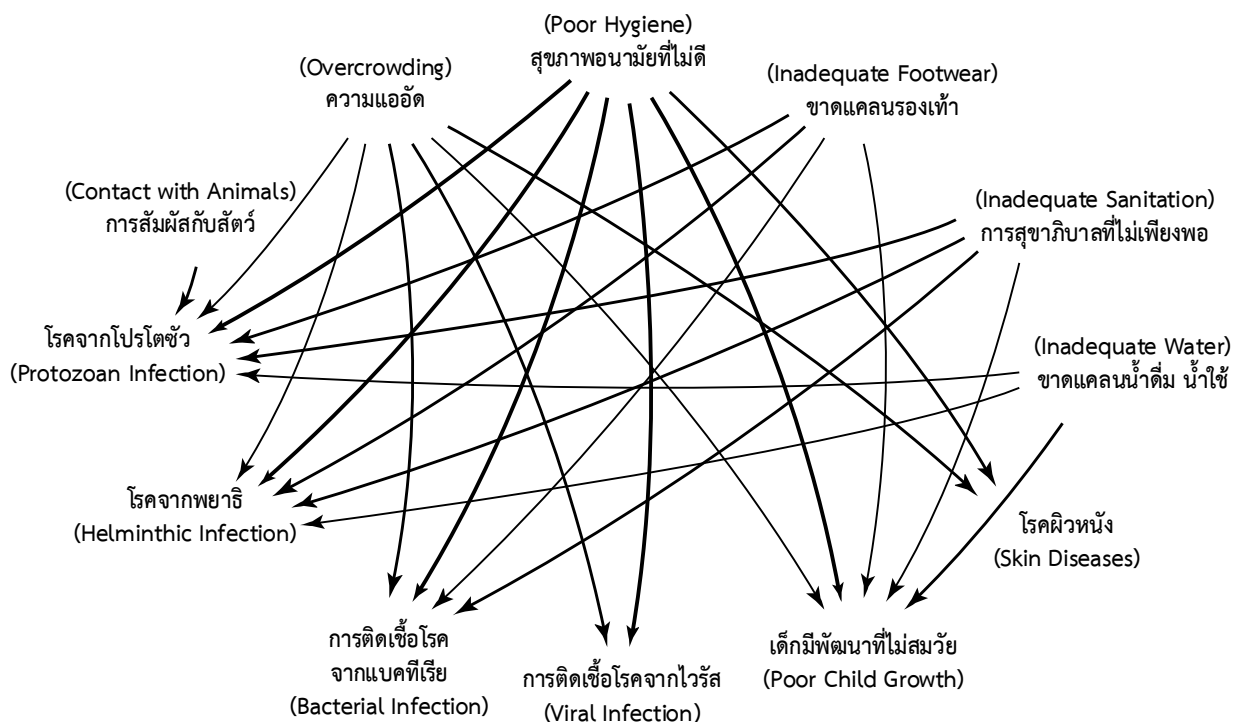 (Poor Hygiene)
สุขภาพอนามัยที่ไม่ดี
(Overcrowding)
ความแออัด
(Inadequate Footwear)
ขาดแคลนรองเท้า
(Contact with Animals)
การสัมผัสกับสัตว์
(Inadequate Sanitation)
การสุขาภิบาลที่ไม่เพียงพอ
โรคจากโปรโตซัว
(Protozoan Infection)
(Inadequate Water)
ขาดแคลนน้ำดื่ม น้ำใช้
โรคจากพยาธิ
(Helminthic Infection)
โรคผิวหนัง
(Skin Diseases)
การติดเชื้อโรค
จากแบคทีเรีย
(Bacterial Infection)
การติดเชื้อโรคจากไวรัส
(Viral Infection)
เด็กมีพัฒนาที่ไม่สมวัย
(Poor Child Growth)